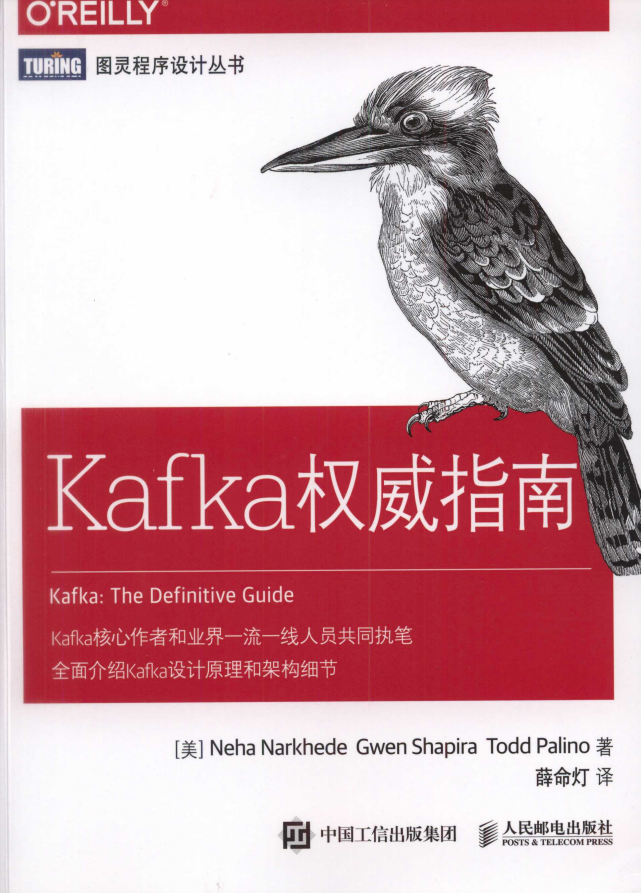 O'REILLY®
TURING 图灵程序设计丛书
Kafka权威指南
Kafka: The Definitive Guide
Kafka核心作者和业界一流一线人员共同执笔
全面介绍Kafka设计原理和架构细节
[美] Neha Narkhede Gwen Shapira Todd Palino 著
薛命灯 译
中国工信出版集团
人民邮电出版社
POSTS & TELECOM PRESS